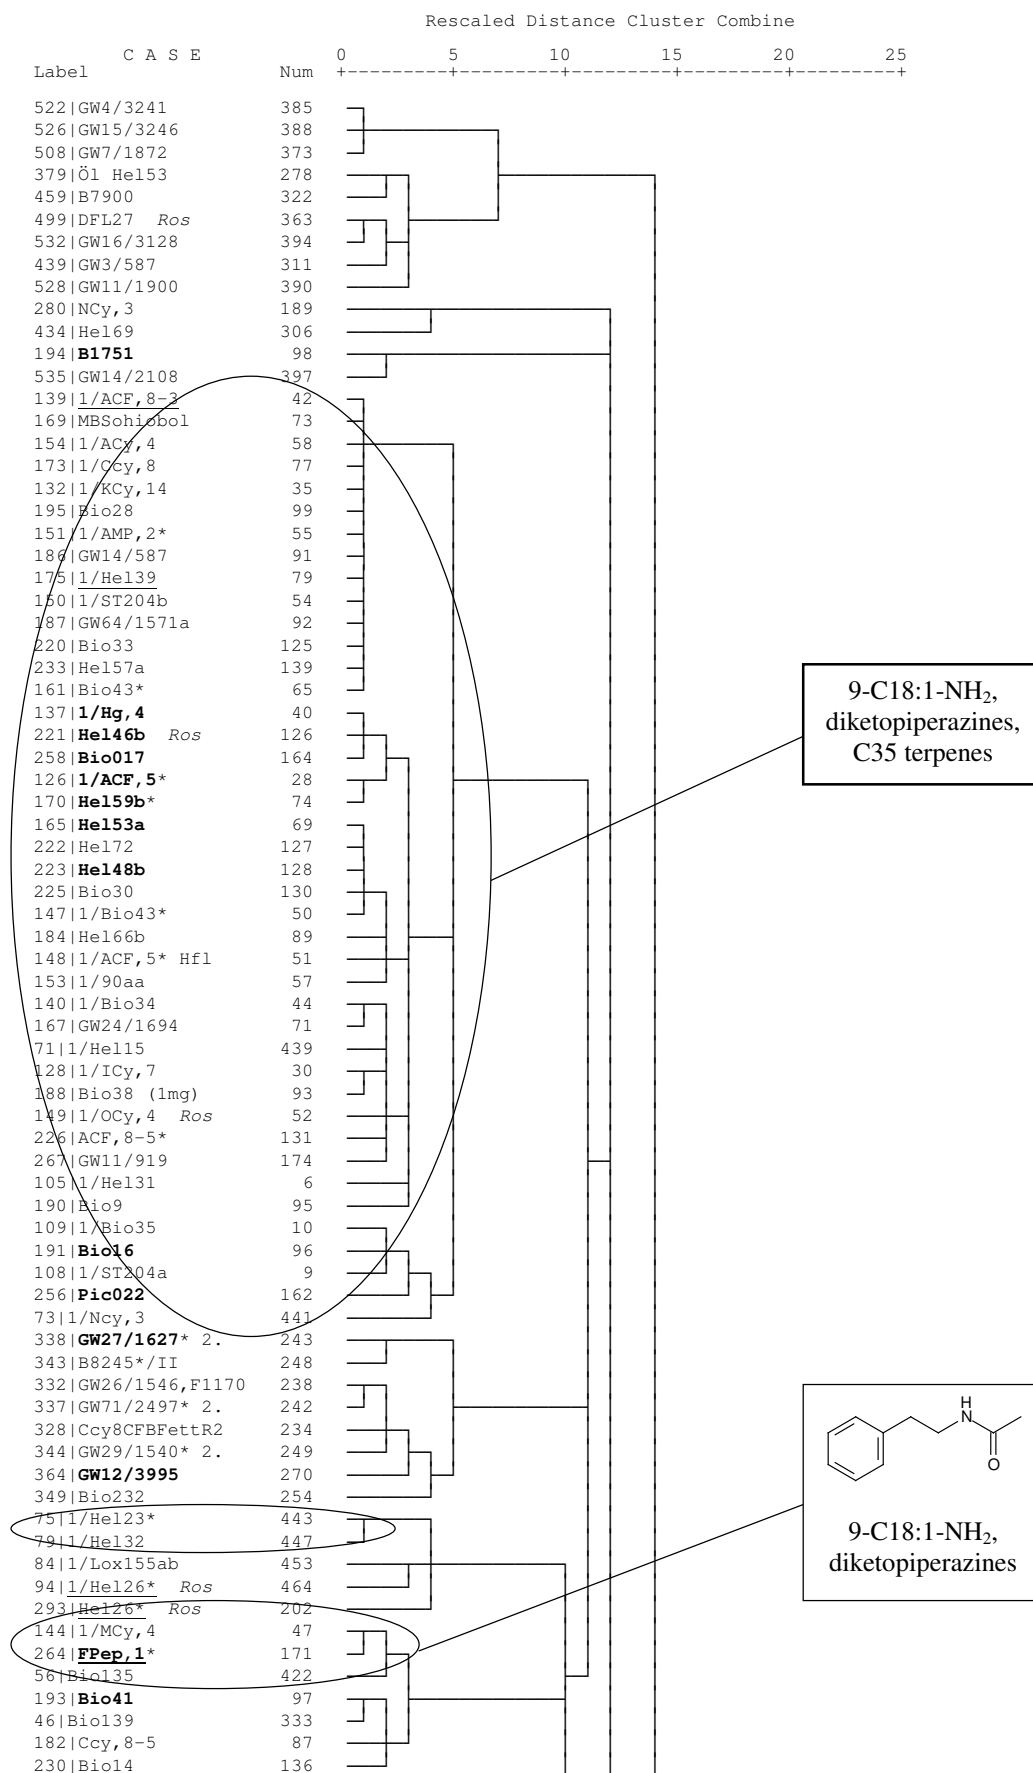 Rescaled Distance Cluster Combine
C A S E 0 5 10 15 20 25
Label Num +---------+---------+---------+---------+---------+
522|GW4/3241 385
526|GW15/3246 388
508|GW7/1872 373
379|Öl Hel53 278
459|B7900 322
499|DFL27 Ros 363
532|GW16/3128 394
439|GW3/587 311
528|GW11/1900 390
280|NCy,3 189
434|Hel69 306
194|B1751 98
535|GW14/2108 397
139|1/ACF,8-3 42
169|MBSohiobol 73
154|1/ACy,4 58
173|1/Ccy,8 77
132|1/KCy,14 35
195|Bio28 99
151|1/AMP,2* 55
186|GW14/587 91
175|1/Hel39 79
150|1/ST204b 54
187|GW64/1571a 92
220|Bio33 125
233|Hel57a 139
161|Bio43* 65
137|1/Hg,4 40
221|Hel46b Ros 126
258|Bio017 164
126|1/ACF,5* 28
170|Hel59b* 74
165|Hel53a 69
222|Hel72 127
223|Hel48b 128
225|Bio30 130
147|1/Bio43* 50
184|Hel66b 89
148|1/ACF,5* Hfl 51
153|1/90aa 57
140|1/Bio34 44
167|GW24/1694 71
71|1/Hel15 439
128|1/ICy,7 30
188|Bio38 (1mg) 93
149|1/OCy,4 Ros 52
226|ACF,8-5* 131
267|GW11/919 174
105|1/Hel31 6
190|Bio9 95
109|1/Bio35 10
191|Bio16 96
108|1/ST204a 9
256|Pic022 162
73|1/Ncy,3 441
338|GW27/1627* 2. 243
343|B8245*/II 248
332|GW26/1546,F1170 238
337|GW71/2497* 2. 242
328|Ccy8CFBFettR2 234
344|GW29/1540* 2. 249
364|GW12/3995 270
349|Bio232 254
75|1/Hel23* 443
79|1/Hel32 447
84|1/Lox155ab 453
94|1/Hel26* Ros 464
293|Hel26* Ros 202
144|1/MCy,4 47
264|FPep,1* 171
56|Bio135 422
193|Bio41 97
46|Bio139 333
182|Ccy,8-5 87
230|Bio14 136
9-C18:1-NH₂,
diketopiperazines,
C35 terpenes
H
N
O
9-C18:1-NH₂,
diketopiperazines